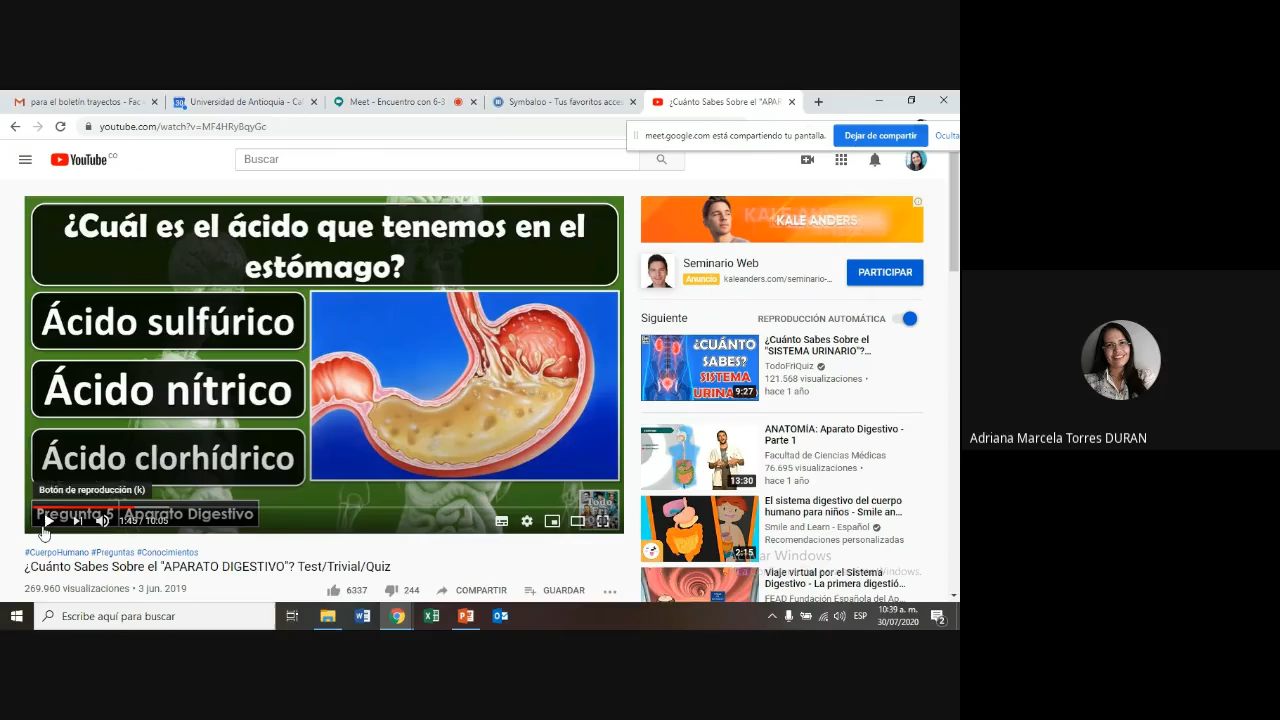 para el boletín trayectos - Fac
Universidad de Antioquia - Cal
Meet - Encuentro con 6-3
Symbaloo - Tus favoritos acces
¿Cuánto Sabes Sobre el "APA
youtube.com/watch?v=MF4HRyBqyGc
meet.google.com está compartiendo tu pantalla.
Dejar de compartir
Oculta
YouTube CO
Buscar
¿Cuál es el ácido que tenemos en el
estómago?
Ácido sulfúrico
Ácido nítrico
Ácido clorhídrico
Botón de reproducción (k)
Pregunta 5 Aparato Digestivo
1:45 / 10:05
#CuerpoHumano #Preguntas #Conocimientos
¿Cuánto Sabes Sobre el "APARATO DIGESTIVO"? Test/Trivial/Quiz
269.960 visualizaciones • 3 jun. 2019
6337
244
COMPARTIR
GUARDAR
KALE ANDERS
Seminario Web
Anuncio kaleanders.com/seminario-...
PARTICIPAR
Siguiente
REPRODUCCIÓN AUTOMÁTICA
¿CUÁNTO
SABES?
SISTEMA
9:27
¿Cuánto Sabes Sobre el
"SISTEMA URINARIO"?...
TodoFriQuiz
121.568 visualizaciones •
hace 1 año
13:30
ANATOMÍA: Aparato Digestivo -
Parte 1
Facultad de Ciencias Médicas
76.695 visualizaciones •
hace 1 año
2:15
El sistema digestivo del cuerpo
humano para niños - Smile an...
Smile and Learn - Español
Recomendaciones personalizadas
Viaje virtual por el Sistema
Digestivo - La primera digestió...
FEAD Fundación Española del Ap...
Escribe aquí para buscar
ESP
10:39 a. m.
30/07/2020
2
Adriana Marcela Torres DURAN